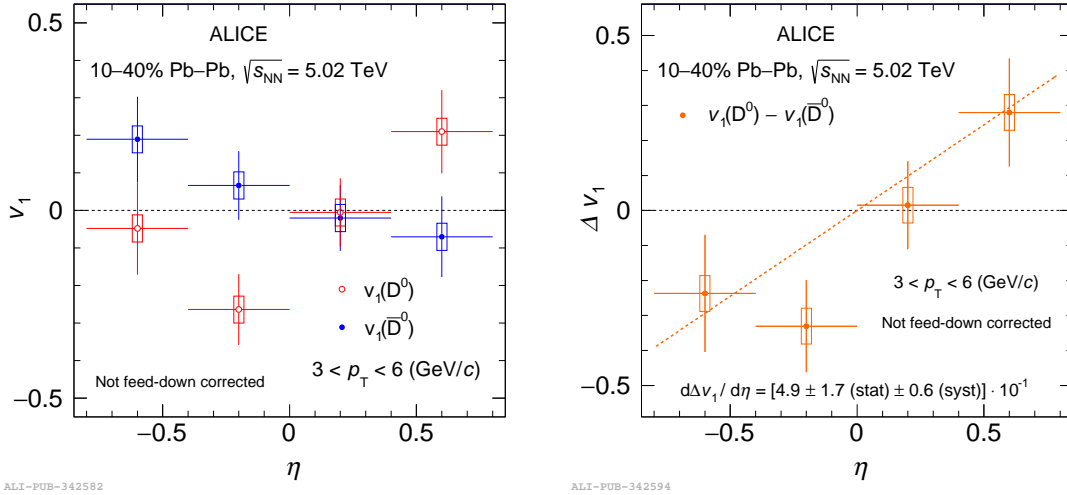 ALICE
10–40% Pb–Pb, √s_NN = 5.02 TeV
0.5
0
−0.5
v₁
v₁(D⁰)
v₁(D̅⁰)
3 < p_T < 6 (GeV/c)
Not feed-down corrected
−0.5 0 0.5
η
ALI-PUB-342582
ALICE
10–40% Pb–Pb, √s_NN = 5.02 TeV
v₁(D⁰) − v₁(D̅⁰)
0.5
0
−0.5
Δ v₁
3 < p_T < 6 (GeV/c)
Not feed-down corrected
dΔv₁/ dη = [4.9 ± 1.7 (stat) ± 0.6 (syst)] · 10⁻¹
−0.5 0 0.5
η
ALI-PUB-342594